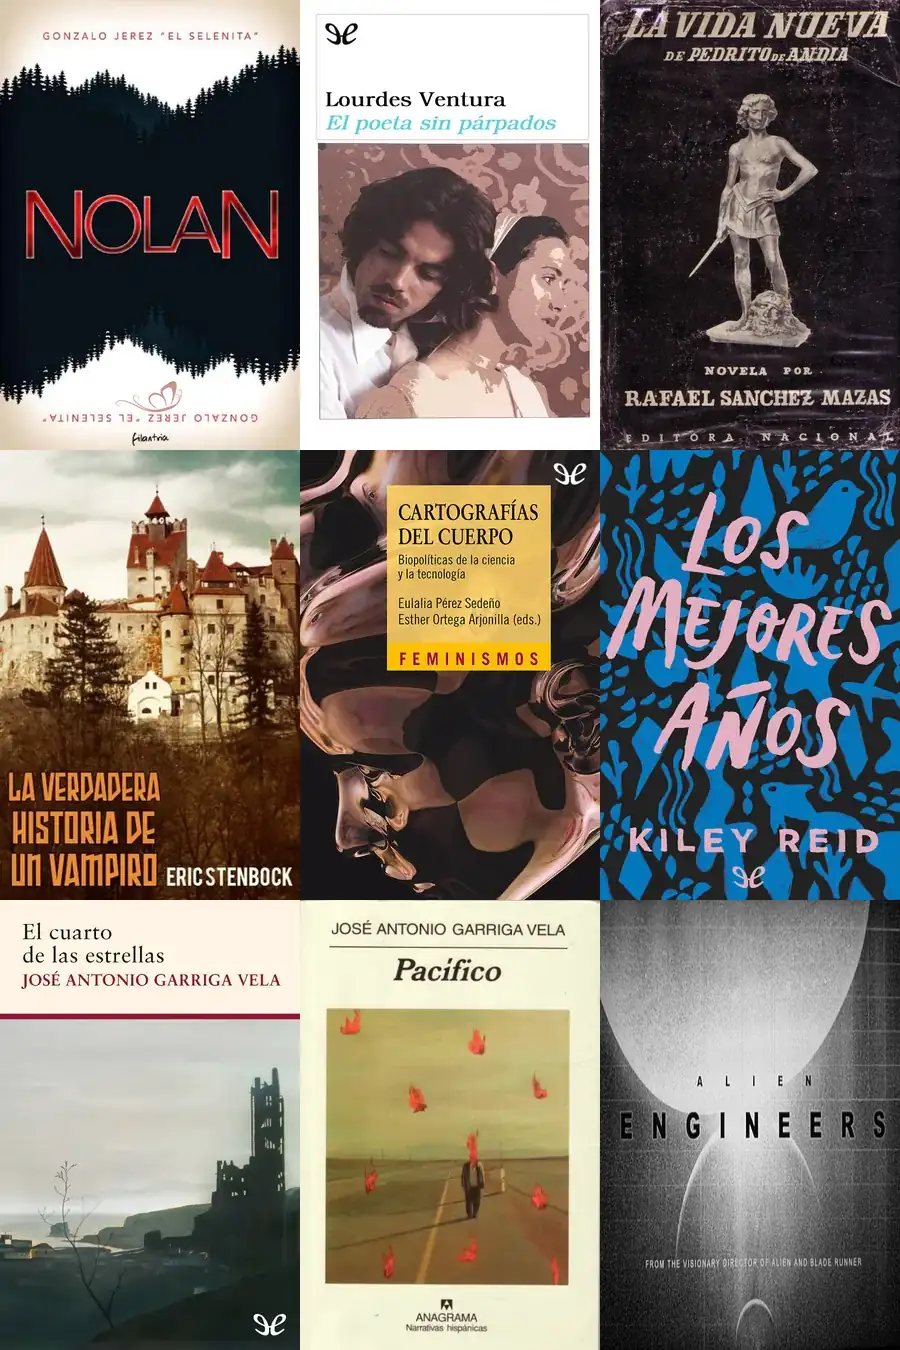 GONZALO JEREZ "EL SELENITA"
NOLAN
GONZALO JEREZ "EL SELENITA"
filantria
Lourdes Ventura
El poeta sin párpados
LA VIDA NUEVA
DE PEDRITO DE ANDIA
NOVELA POR
RAFAEL SANCHEZ MAZAS
EDITORA NACIONAL
LA VERDADERA
HISTORIA DE
UN VAMPIRO ERIC STENBOCK
CARTOGRAFÍAS
DEL CUERPO
Biopolíticas de la ciencia
y la tecnología
Eulalia Pérez Sedeño
Esther Ortega Arjonilla (eds.)
FEMINISMOS
LOS
MEJORES
AÑOS
KILEY REID
El cuarto
de las estrellas
JOSÉ ANTONIO GARRIGA VELA
JOSÉ ANTONIO GARRIGA VELA
Pacífico
ANAGRAMA
Narrativas hispánicas
ALIEN
ENGINEERS
FROM THE VISIONARY DIRECTOR OF ALIEN AND BLADE RUNNER